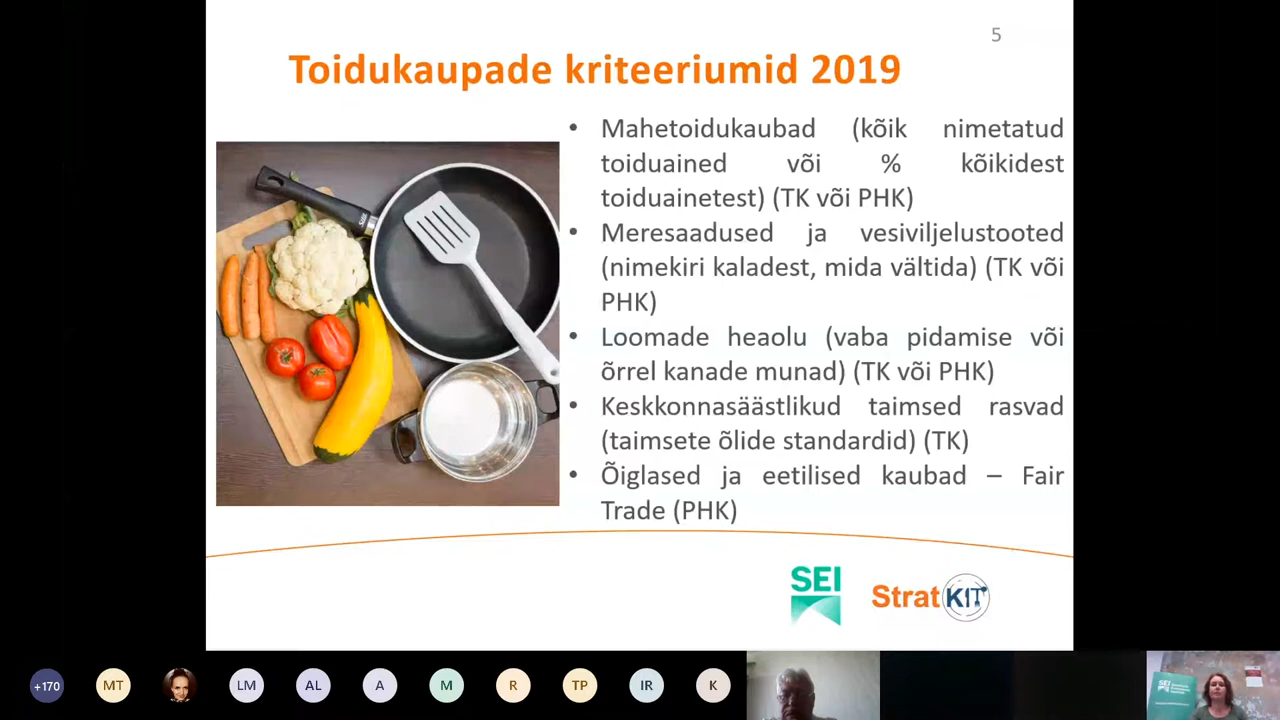 5
Toidukaupade kriteeriumid 2019
• Mahetoidukaubad (kõik nimetatud
toiduained või % kõikidest
toiduainetest) (TK või PHK)
• Meresaadused ja vesiviljelustooted
(nimekiri kaladest, mida vältida) (TK või
PHK)
• Loomade heaolu (vaba pidamise või
õrrel kanade munad) (TK või PHK)
• Keskkonnasäästlikud taimsed rasvad
(taimsete õlide standardid) (TK)
• Õiglased ja eetilised kaubad – Fair
Trade (PHK)
SEI
StratKIT
+170 MT LM AL A M R TP IR K
SEI